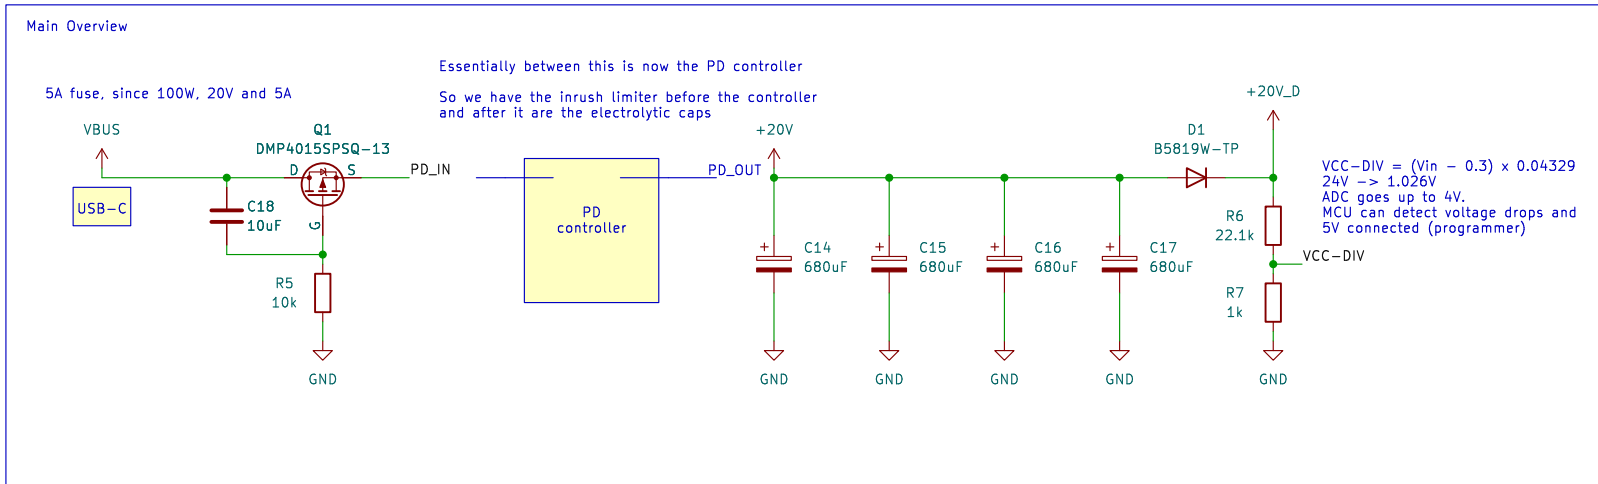 Main Overview
Essentially between this is now the PD controller
5A fuse, since 100W, 20V and 5A
So we have the inrush limiter before the controller
and after it are the electrolytic caps
VBUS
Q1
DMP4015SPSQ-13
D
S
G
PD_IN
USB-C
C18
10uF
R5
10k
GND
PD
controller
PD_OUT
+20V
C14
680uF
GND
C15
680uF
GND
C16
680uF
GND
C17
680uF
GND
D1
B5819W-TP
+20V_D
R6
22.1k
VCC-DIV
R7
1k
GND
VCC-DIV = (Vin - 0.3) x 0.04329
24V -> 1.026V
ADC goes up to 4V.
MCU can detect voltage drops and
5V connected (programmer)